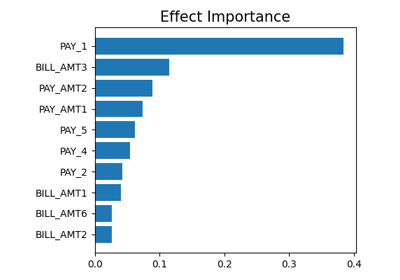 Effect Importance
PAY_1
BILL_AMT3
PAY_AMT2
PAY_AMT1
PAY_5
PAY_4
PAY_2
BILL_AMT1
BILL_AMT6
BILL_AMT2
0.0 0.1 0.2 0.3 0.4